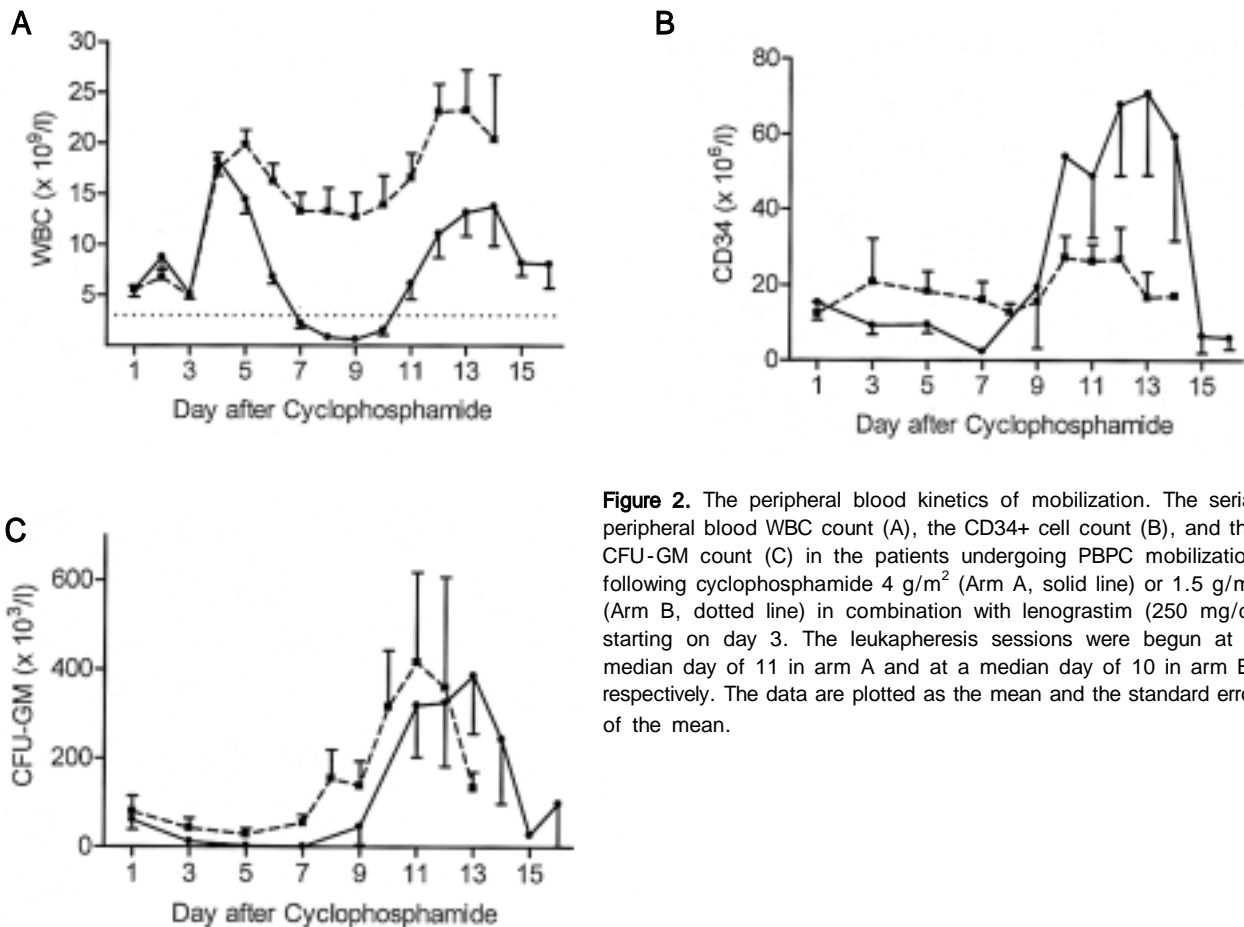 A
30
25
20
15
10
5
WBC (x 10⁹/l)
1 3 5 7 9 11 13 15
Day after Cyclophosphamide
B
80
60
40
20
0
CD34 (x 10⁶/l)
1 3 5 7 9 11 13 15
Day after Cyclophosphamide
C
600
400
200
0
CFU-GM (x 10³/l)
1 3 5 7 9 11 13 15
Day after Cyclophosphamide
Figure 2. The peripheral blood kinetics of mobilization. The seria
peripheral blood WBC count (A), the CD34+ cell count (B), and th
CFU-GM count (C) in the patients undergoing PBPC mobilization
following cyclophosphamide 4 g/m² (Arm A, solid line) or 1.5 g/m
(Arm B, dotted line) in combination with lenograstim (250 mg/d
starting on day 3. The leukapheresis sessions were begun at
median day of 11 in arm A and at a median day of 10 in arm B
respectively. The data are plotted as the mean and the standard erro
of the mean.